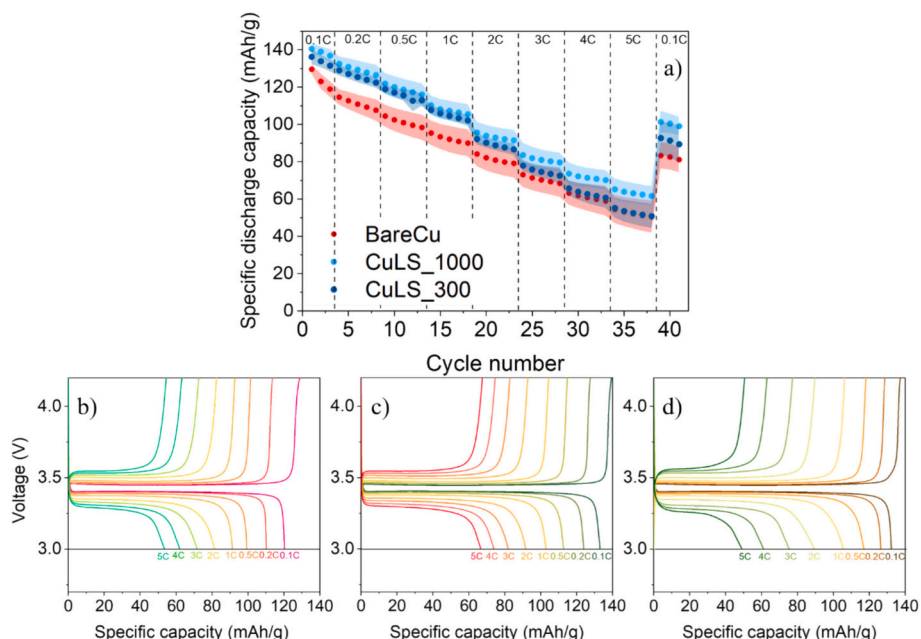 0.1C 0.2C 0.5C 1C 2C 3C 4C 5C 0.1C
a)
Specific discharge capacity (mAh/g)
140
120
100
80
60
40
20
0
BareCu
CuLS_1000
CuLS_300
0 5 10 15 20 25 30 35 40
Cycle number
b)
Voltage (V)
4.0
3.5
3.0
5C 4C 3C 2C 1C 0.5C 0.2C 0.1C
0 20 40 60 80 100 120 140
Specific capacity (mAh/g)
c)
5C 4C 3C 2C 1C 0.5C 0.2C 0.1C
0 20 40 60 80 100 120 140
Specific capacity (mAh/g)
d)
5C 4C 3C 2C 1C 0.5C 0.2C 0.1C
0 20 40 60 80 100 120 140
Specific capacity (mAh/g)